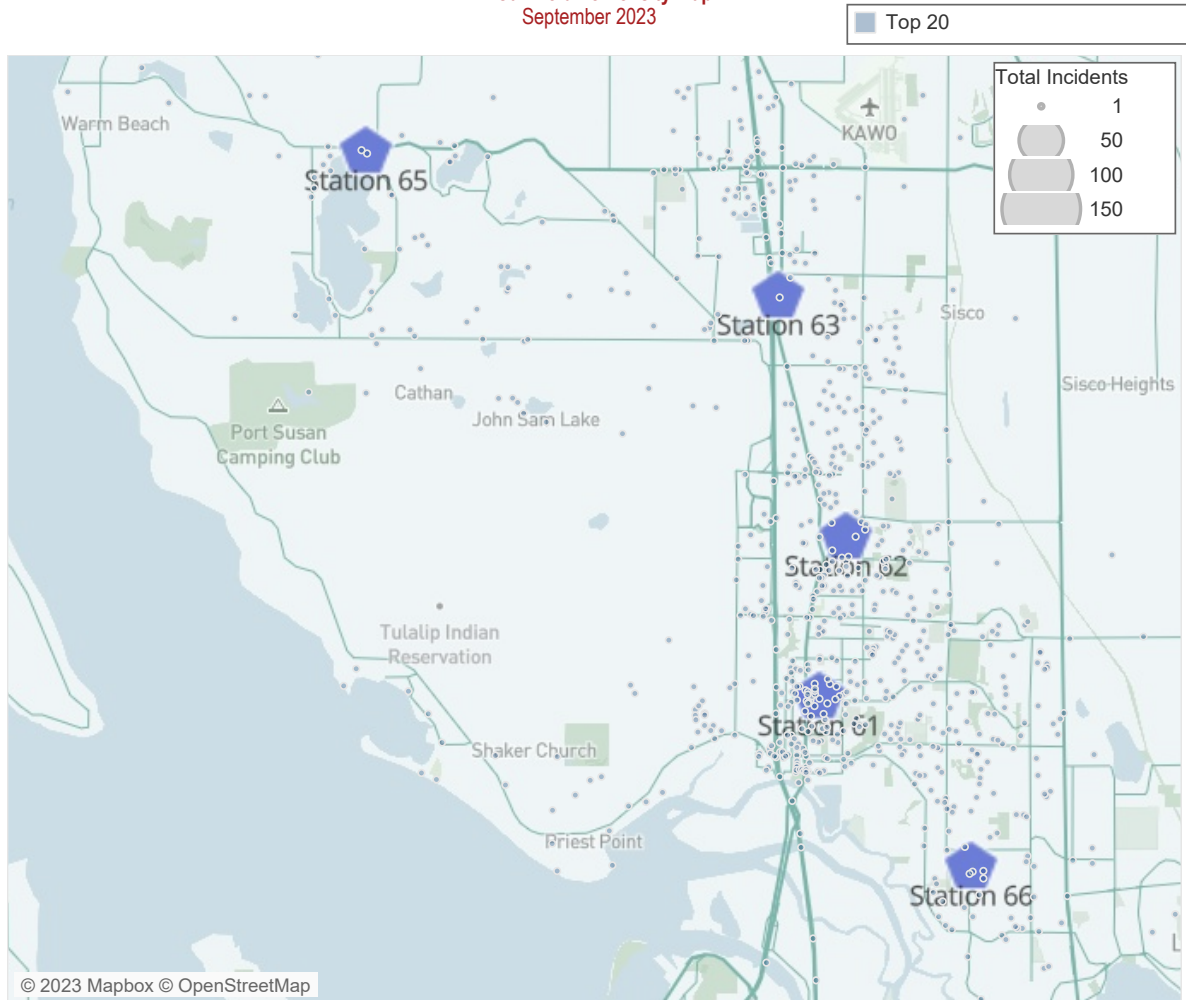 September 2023
Top 20
Total Incidents
1
50
100
150
Warm Beach
KAWO
Station 65
Station 63
Sisco
Sisco Heights
Cathan
John Sam Lake
Port Susan
Camping Club
Station 62
Tulalip Indian
Reservation
Station 61
Shaker Church
Priest Point
Station 66
L
© 2023 Mapbox © OpenStreetMap